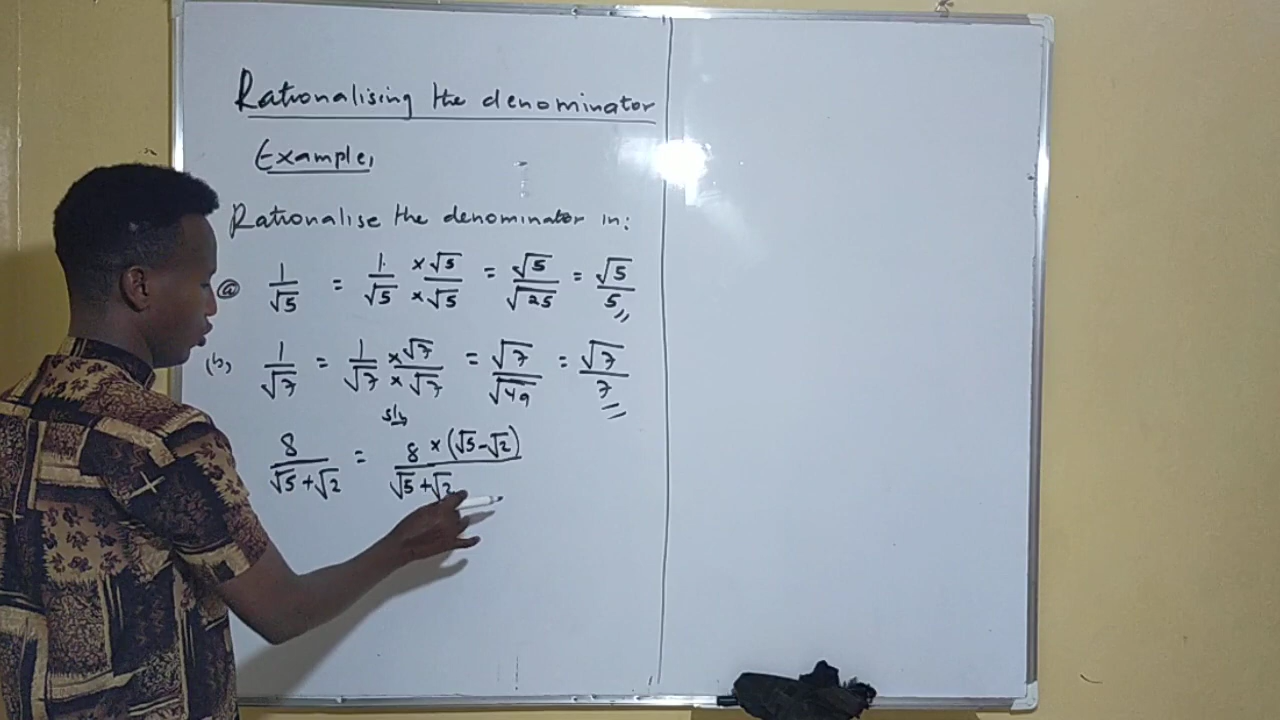 Rationalising the denominator
Example,
Rationalise the denominator in:
(a) 1/√5 = 1/√5 ×√5/×√5 = √5/√25 = √5/5,,
(b) 1/√7 = 1/√7 ×√7/×√7 = √7/√49 = √7/7,,
8/(√5+√2) = 8×(√5-√2)/(√5+√2